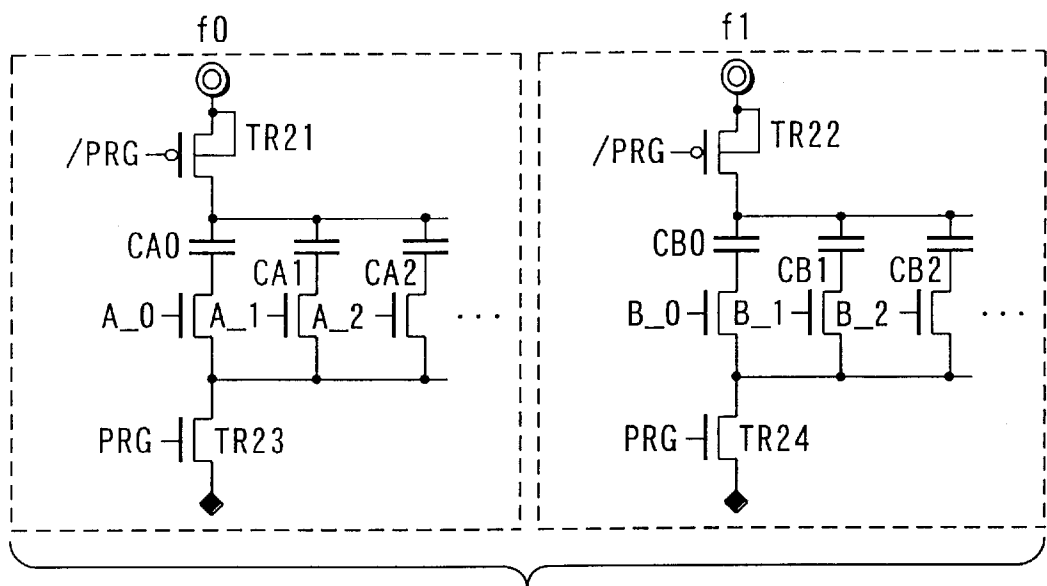 f0 f1
TR21 TR22
/PRG /PRG
CA0 CB0
CA1 CA2 CB1 CB2
A_0 A_1 A_2 ... B_0 B_1 B_2 ...
PRG TR23 PRG TR24